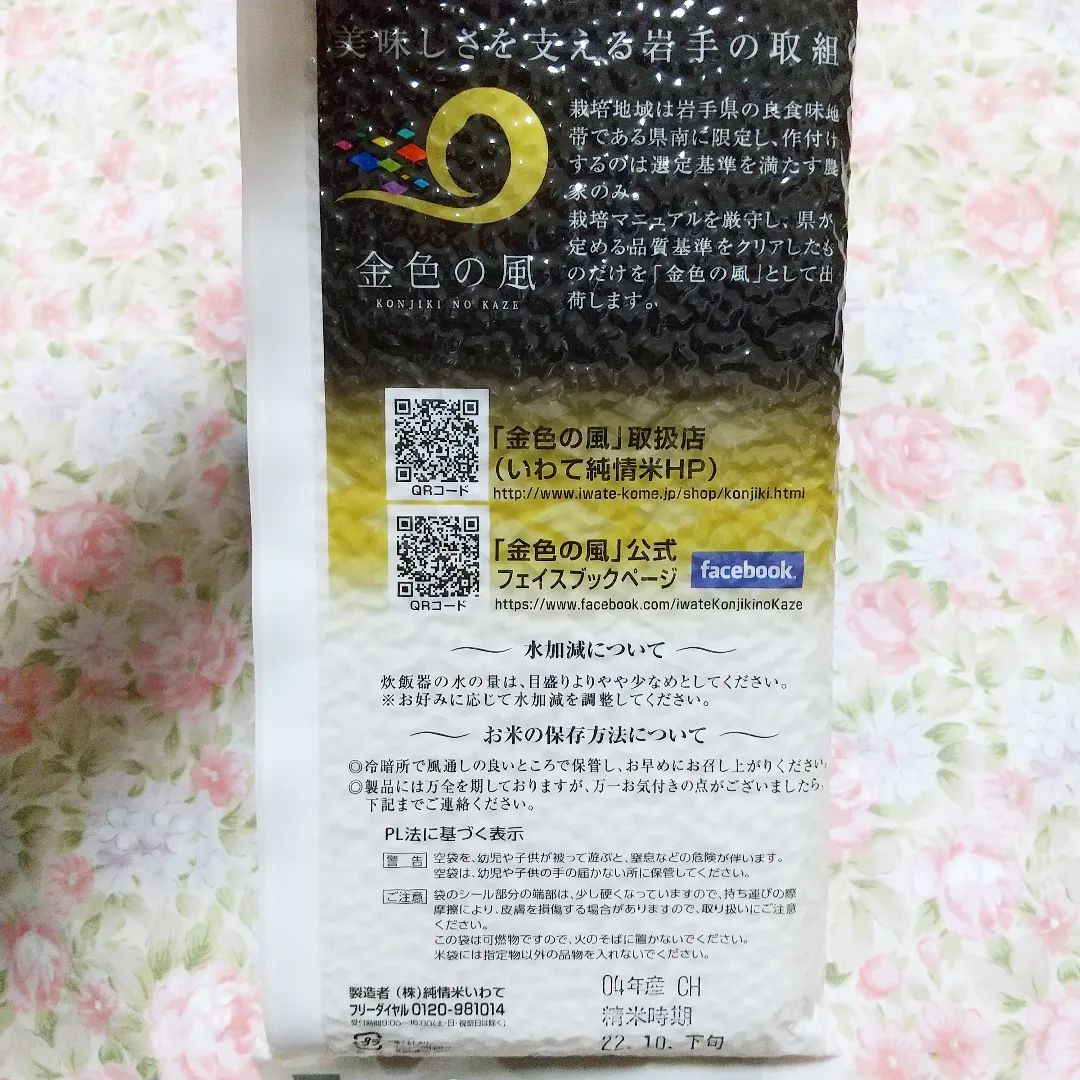 美味しさを支える岩手の取組
栽培地域は岩手県の良食味地
帯である県南に限定し、作付け
するのは選定基準を満たす農
家のみ。
栽培マニュアルを厳守し、県が
定める品質基準をクリアしたも
のだけを「金色の風」として出
荷します。
金色の風
KONJIKI NO KAZE
QRコード
「金色の風」取扱店
(いわて純情米HP)
http://www.iwate-kome.jp/shop/konjiki.html
QRコード
「金色の風」公式
フェイスブックページ
facebook.
https://www.facebook.com/iwateKonjikinoKaze
水加減について
炊飯器の水の量は、目盛りよりやや少なめとしてください。
※お好みに応じて水加減を調整してください。
お米の保存方法について
◎冷暗所で風通しの良いところで保管し、お早めにお召し上がりください
◎製品には万全を期しておりますが、万一お気付きの点がございましたら、
下記までご連絡ください。
PL法に基づく表示
警告 空袋を、幼児や子供が被って遊ぶと、窒息などの危険が伴います。
空袋は、幼児や子供の手の届かない所に保管してください。
ご注意 袋のシール部分の端部は、少し硬くなっていますので、持ち運びの際
摩擦により、皮膚を損傷する場合がありますので、取り扱いにご注意
ください。
この袋は可燃物ですので、火のそばに置かないでください。
米袋には指定物以外の品物を入れないでください。
製造者 (株)純情米いわて
フリーダイヤル 0120-981014
受付時間9:00～16:00(土・日・祝祭日は除く)
04年産 CH
精米時期
22. 10. 下旬